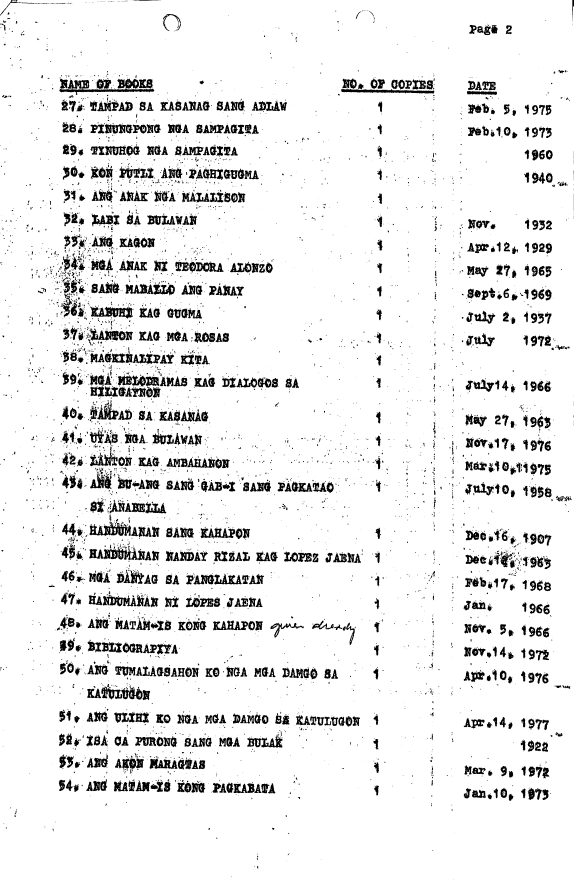 Page 2
NAME OF BOOKS NO. OF COPIES DATE
27. TAMPAD SA KASANAG SANG ADLAW 1 Feb. 5, 1975
28. PINUNGPONG NGA SAMPAGITA 1 Feb.10, 1973
29. TINUHOG NGA SAMPAGITA 1 1960
30. KON PUTLI ANG PAGHIGUGMA 1 1940
31. ANG ANAK NGA MALALISON 1
32. LABI SA BULAWAN 1 Nov. 1932
33. ANG KAGON 1 Apr.12, 1929
34. MGA ANAK NI TEODORA ALONZO 1 May 27, 1965
35. SANG MABALLO ANG PANAY 1 Sept.6, 1969
36. KABUHI KAG GUGMA 1 July 2, 1937
37. LANTON KAG MGA ROSAS 1 July 1972
38. MAGKINALIPAY KITA 1
39. MGA MELODRAMAS KAG DIALOGOS SA 1 July14, 1966
HILIGAYNON
40. TAMPAD SA KASANAG 1 May 27, 1963
41. UYAS NGA BULAWAN 1 Nov.17, 1976
42. LANTON KAG AMBAHANON 1 Mar.10,11975
43. ANG BU-ANG SANG GAB-I SANG PAGKATAO 1 July10, 1958
SI ANABELLA
44. HANDUMANAN SANG KAHAPON 1 Dec.16, 1907
45. HANDUMANAN NANDAY RIZAL KAG LOPEZ JAENA 1 Dec. 1963
46. MGA DANYAG SA PANGLAKATAN 1 Feb.17, 1968
47. HANDUMANAN NI LOPES JAENA 1 Jan. 1966
48. ANG MATAM-IS KONG KAHAPON given already 1 Nov. 5, 1966
49. BIBLIOGRAPIYA 1 Nov.14, 1972
50. ANG TUMALAGSAHON KO NGA MGA DAMGO SA 1 Apr.10, 1976
KATULUGON
51. ANG ULIHI KO NGA MGA DAMGO SA KATULUGON 1 Apr.14, 1977
52. ISA CA PURONG SANG MGA BULAK 1 1922
53. ANG AKON MARAGTAS 1 Mar. 9, 1972
54. ANG MATAM-IS KONG PAGKABATA 1 Jan.10, 1973